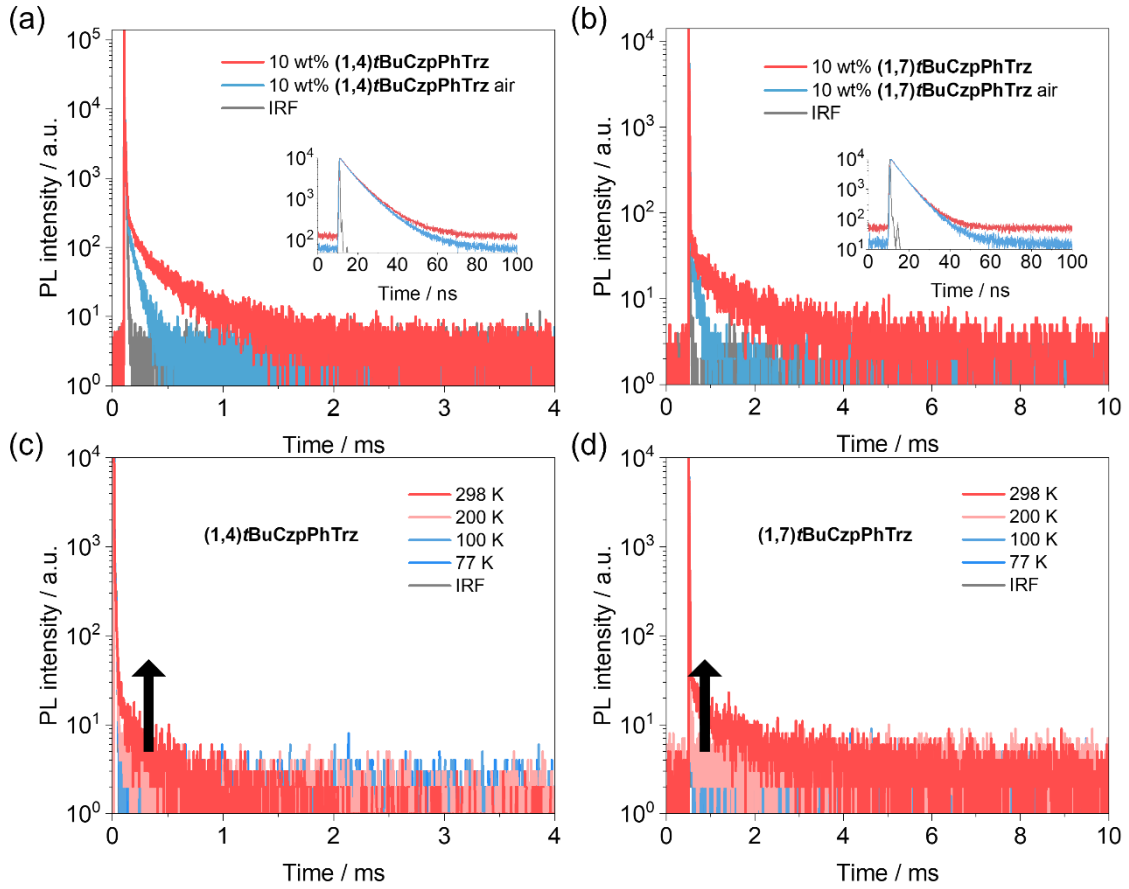 (a)
10⁵
10⁴
10³
10²
10¹
10⁰
PL intensity / a.u.
10 wt% (1,4)tBuCzpPhTrz
10 wt% (1,4)tBuCzpPhTrz air
IRF
10⁴
10³
10²
0 20 40 60 80 100
Time / ns
0 1 2 3 4
Time / ms
(b)
10⁴
10³
10²
10¹
10⁰
PL intensity / a.u.
10 wt% (1,7)tBuCzpPhTrz
10 wt% (1,7)tBuCzpPhTrz air
IRF
10⁴
10³
10²
10¹
0 20 40 60 80 100
Time / ns
0 2 4 6 8 10
Time / ms
(c)
10⁴
10³
10²
10¹
10⁰
PL intensity / a.u.
298 K
200 K
100 K
77 K
IRF
(1,4)tBuCzpPhTrz
0 1 2 3 4
Time / ms
(d)
10⁴
10³
10²
10¹
10⁰
PL intensity / a.u.
298 K
200 K
100 K
77 K
IRF
(1,7)tBuCzpPhTrz
0 2 4 6 8 10
Time / ms